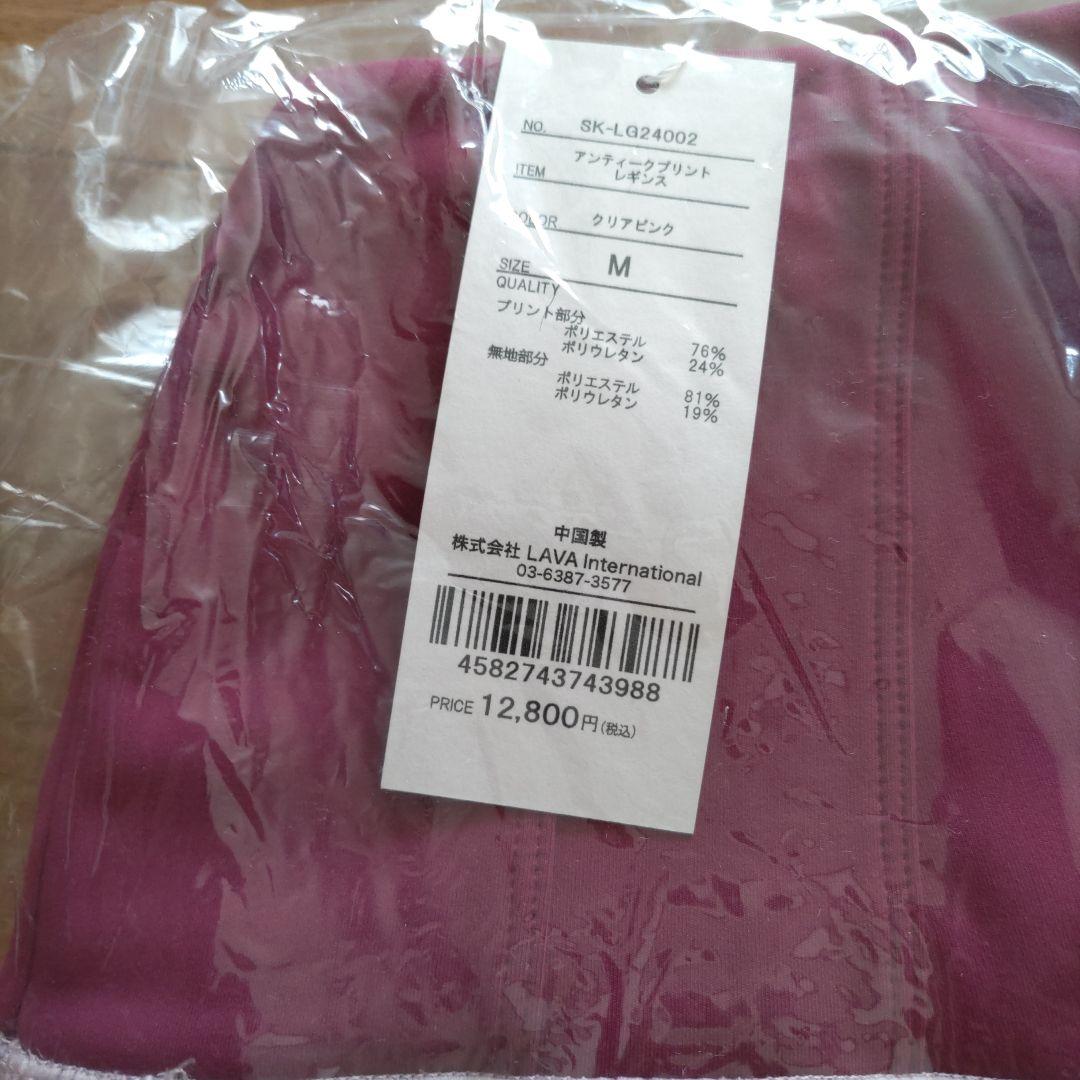 NO. SK-LG24002
ITEM アンティークプリント
レギンス
COLOR クリアピンク
SIZE M
QUALITY
プリント部分
ポリエステル 76%
ポリウレタン 24%
無地部分
ポリエステル 81%
ポリウレタン 19%
中国製
株式会社 LAVA International
03-6387-3577
4582743743988
PRICE 12,800円(税込)